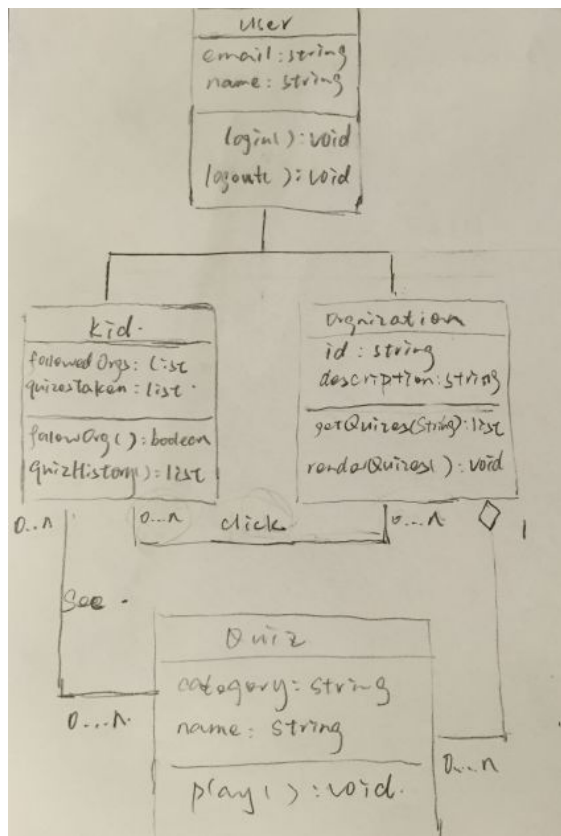 User
email: string
name: string
login(): void
logout(): void
Kid.
followedOrgs: list
quizesTaken: list
followOrg(): boolean
quizHistory(): list
Orgnization
id: string
description: string
getQuizes(String): list
renderQuizes(): void
0...n
0...n
click
0...n
1
See.
Quiz
category: string
name: string
play(): void.
0...n
0...n